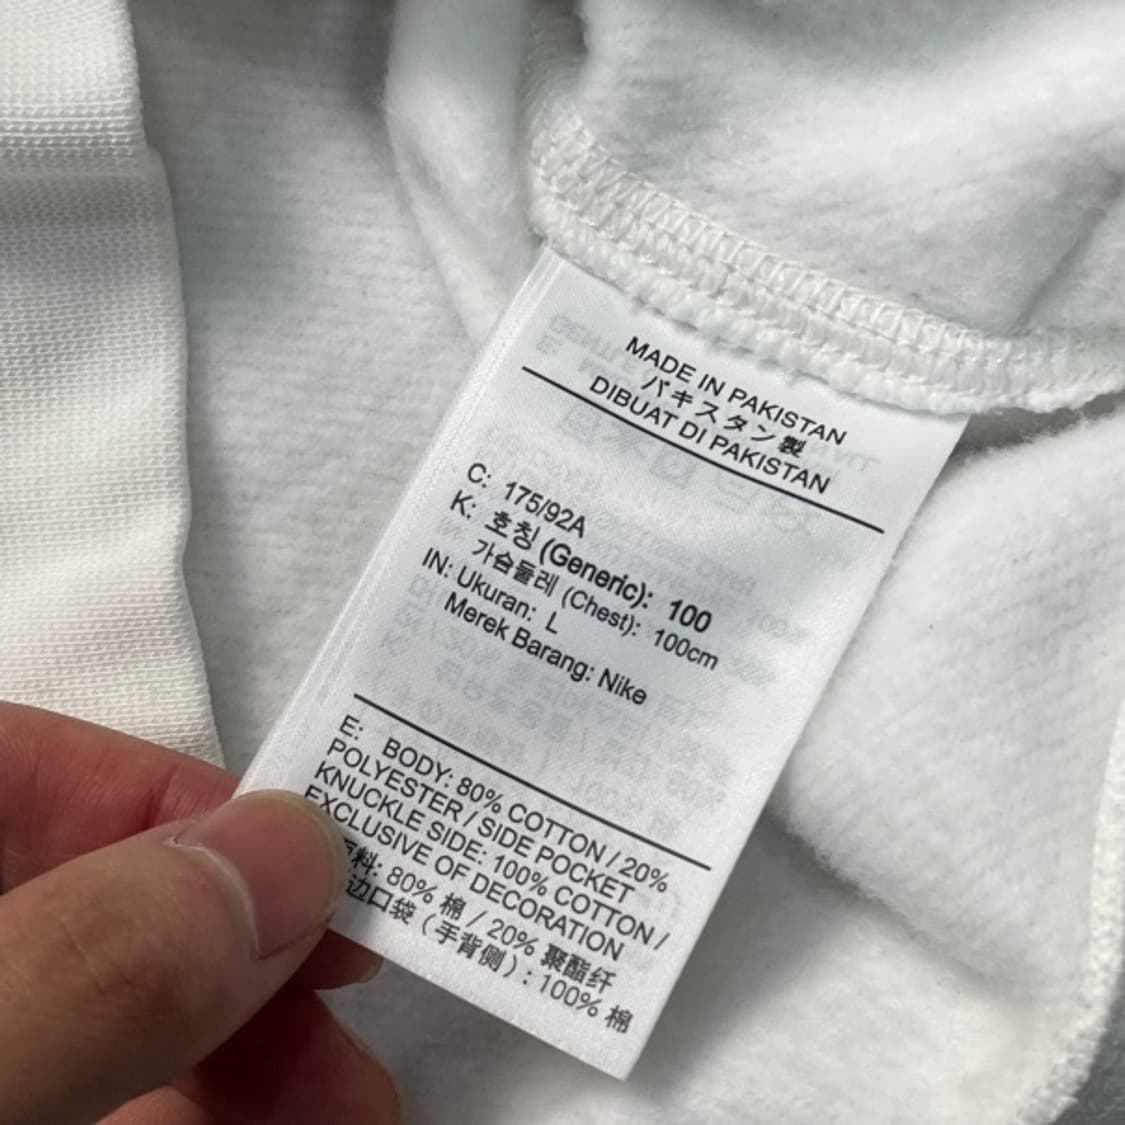 MADE IN PAKISTAN
パキスタン製
DIBUAT DI PAKISTAN
C: 175/92A
K: 호칭 (Generic): 100
가슴둘레 (Chest): 100cm
IN: Ukuran: L
Merek Barang: Nike
E: BODY: 80% COTTON / 20%
POLYESTER / SIDE POCKET
KNUCKLE SIDE: 100% COTTON /
EXCLUSIVE OF DECORATION
料: 80% 棉 / 20% 聚酯纤
边口袋 (手背侧) : 100% 棉